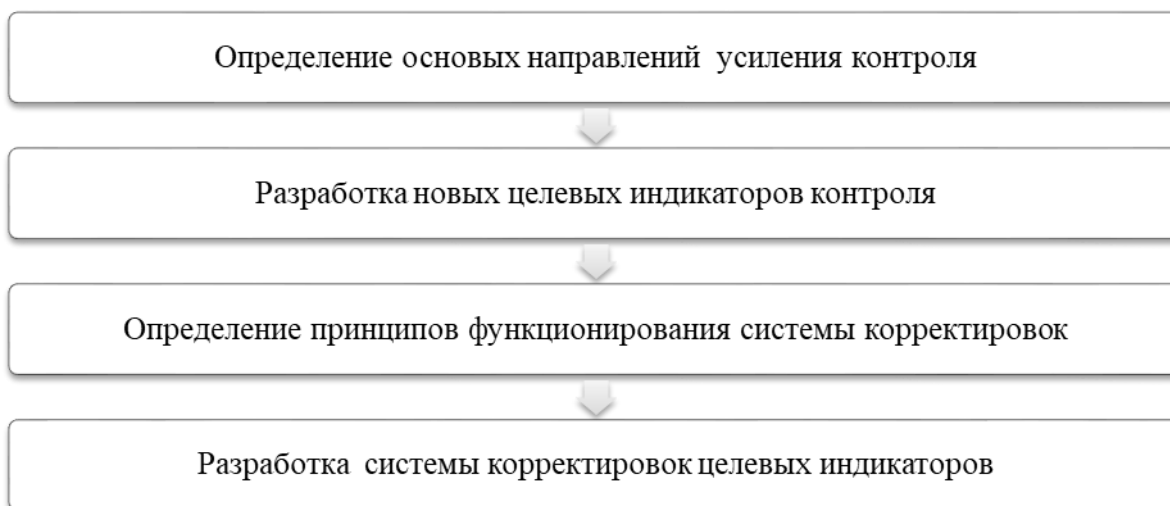 Определение основых направлений усиления контроля
Разработка новых целевых индикаторов контроля
Определение принципов функционирования системы корректировок
Разработка системы корректировок целевых индикаторов